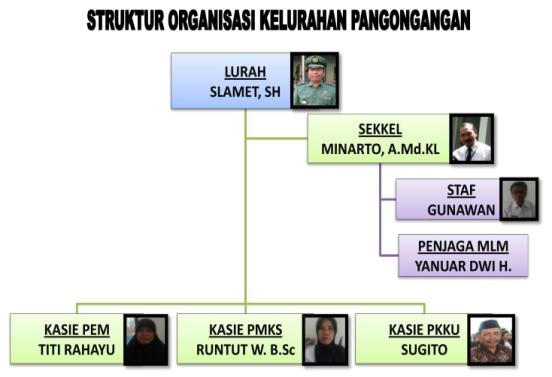 STRUKTUR ORGANISASI KELURAHAN PANGONGANGAN
LURAH
SLAMET, SH
SEKKEL
MINARTO, A.Md.KL
STAF
GUNAWAN
PENJAGA MLM
YANUAR DWI H.
KASIE PEM
TITI RAHAYU
KASIE PMKS
RUNTUT W. B.Sc
KASIE PKKU
SUGITO